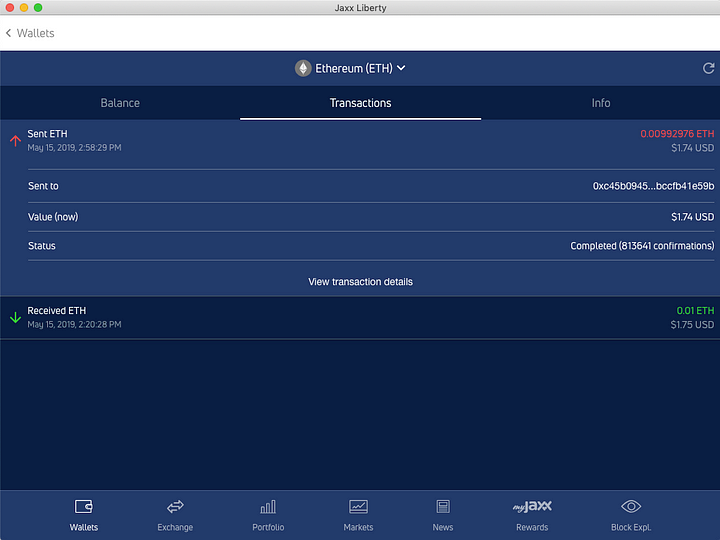 Jaxx Liberty
Wallets
Ethereum (ETH)
Balance Transactions Info
Sent ETH 0.00992976 ETH
May 15, 2019, 2:58:29 PM $1.74 USD
Sent to 0xc45b0945...bccfb41e59b
Value (now) $1.74 USD
Status Completed (813641 confirmations)
View transaction details
Received ETH 0.01 ETH
May 15, 2019, 2:20:28 PM $1.75 USD
my jaxx
Wallets Exchange Portfolio Markets News Rewards Block Expl.